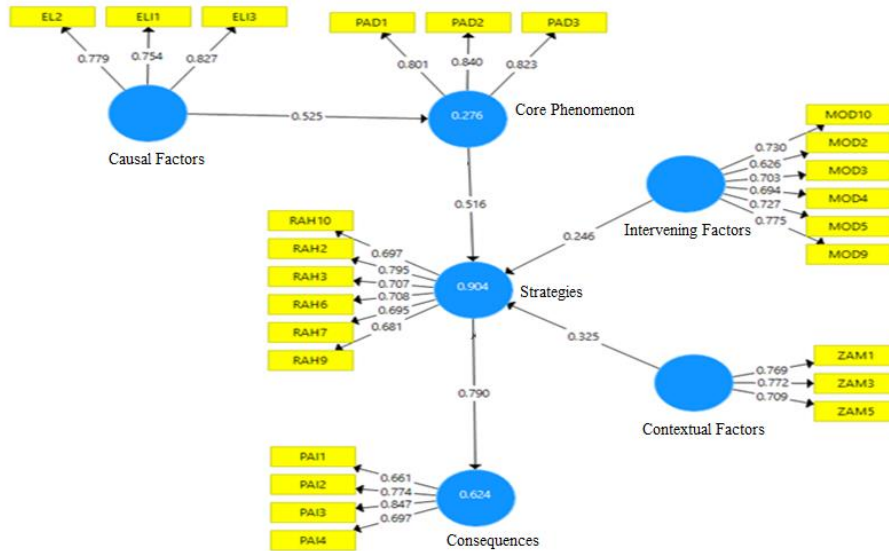 EL2 ELI1 ELI3
PAD1 PAD2 PAD3
0.779 0.754 0.827
0.801 0.840 0.823
0.276
Core Phenomenon
0.525
Causal Factors
MOD10
MOD2
MOD3
MOD4
MOD5
MOD9
0.730
0.626
0.703
0.694
0.727
0.775
Intervening Factors
0.516
0.246
RAH10
RAH2
RAH3
RAH6
RAH7
RAH9
0.697
0.795
0.707
0.708
0.695
0.681
0.904
Strategies
0.325
ZAM1
ZAM3
ZAM5
0.769
0.772
0.709
Contextual Factors
0.790
PAI1
PAI2
PAI3
PAI4
0.661
0.774
0.847
0.697
0.624
Consequences